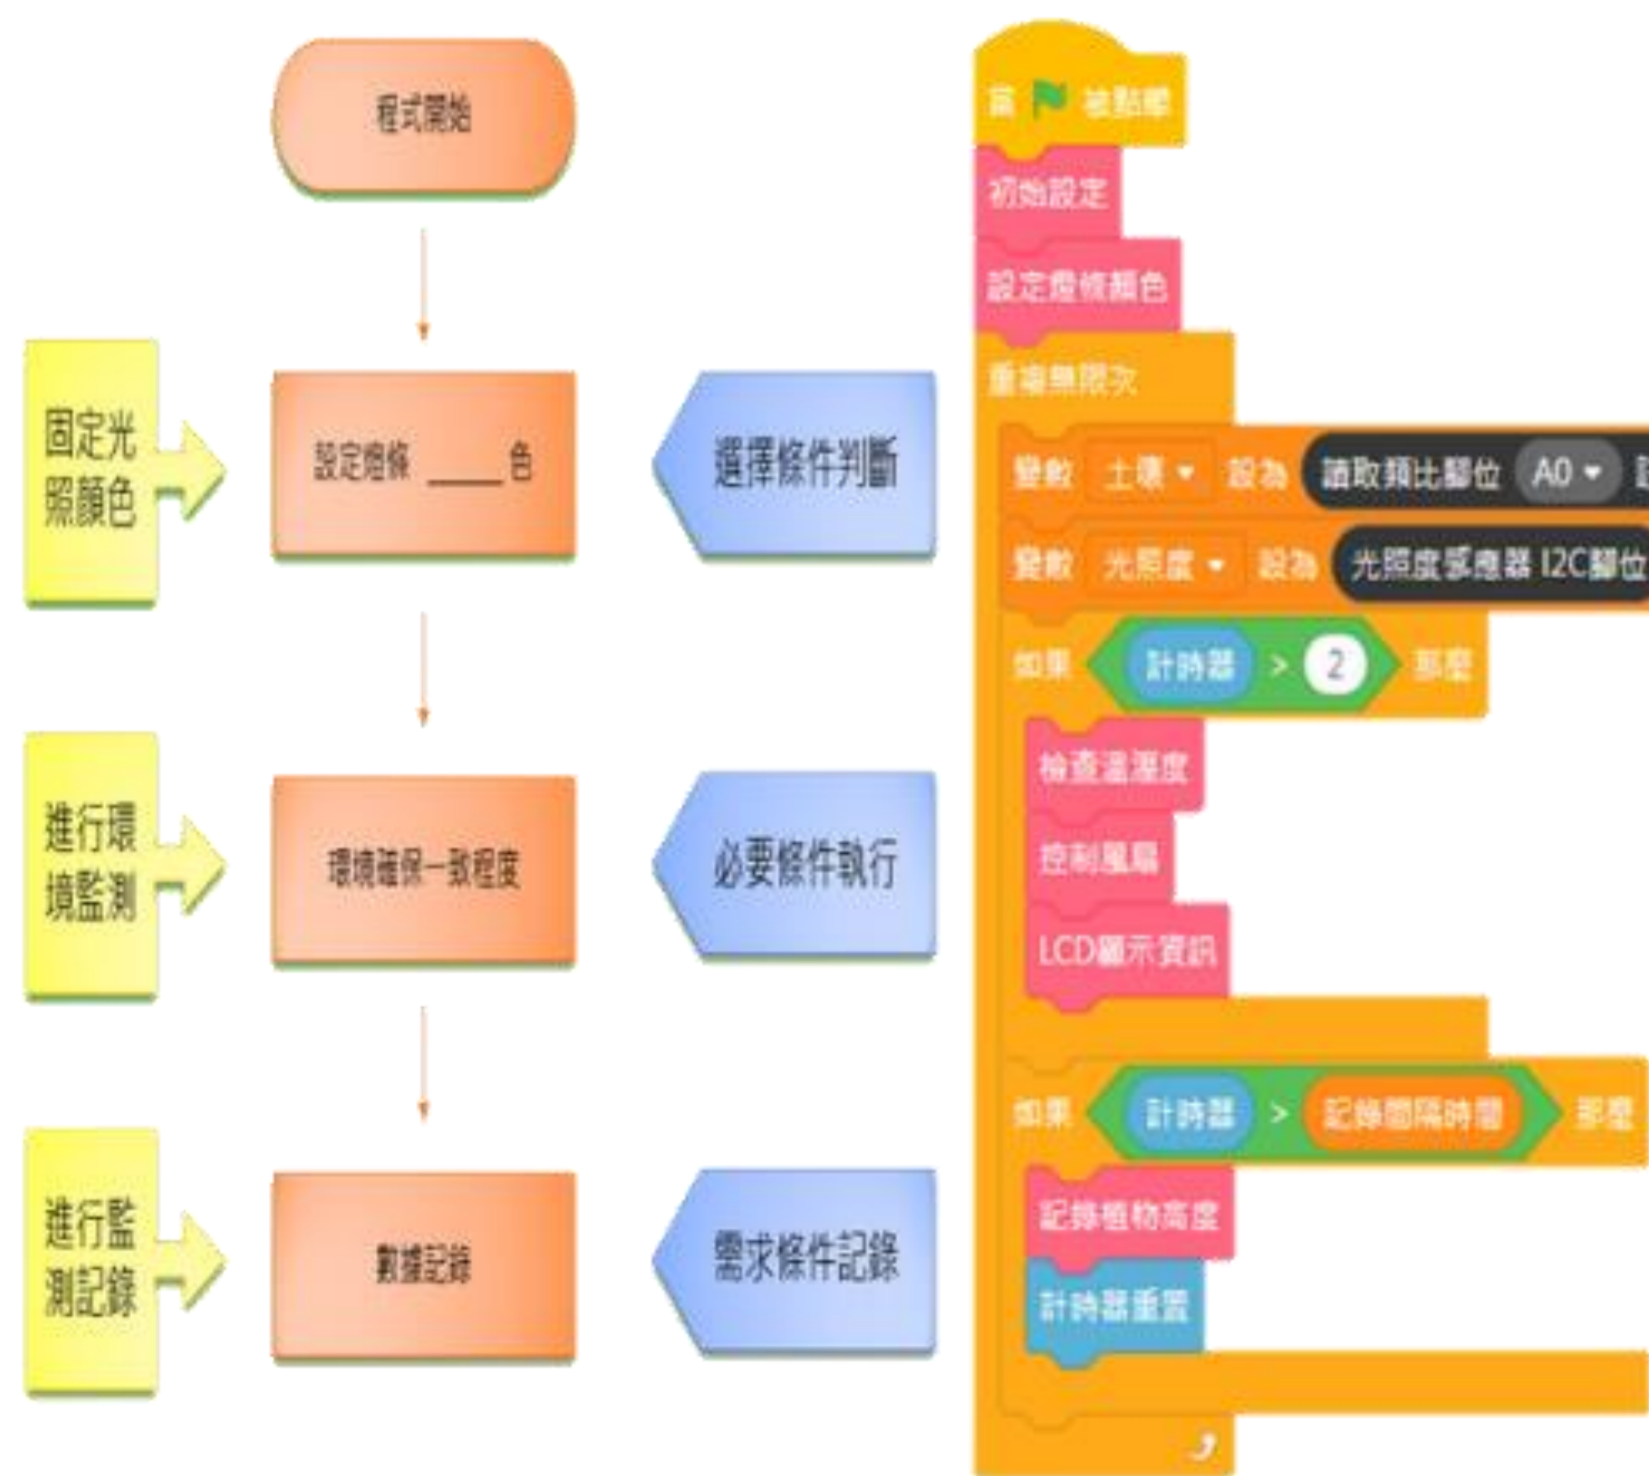 程式開始
固定光
照顏色
設定燈條 ____ 色
選擇條件判斷
進行環
境監測
環境確保一致程度
必要條件執行
進行監
測記錄
數據記錄
需求條件記錄
當 被點擊
初始設定
設定燈條顏色
重複無限次
變數 土壤 設為 讀取類比腳位 A0
變數 光照度 設為 光照度感應器 I2C腳位
如果 計時器 > 2 那麼
檢查溫濕度
控制風扇
LCD顯示資訊
如果 計時器 > 記錄間隔時間 那麼
記錄植物高度
計時器重置